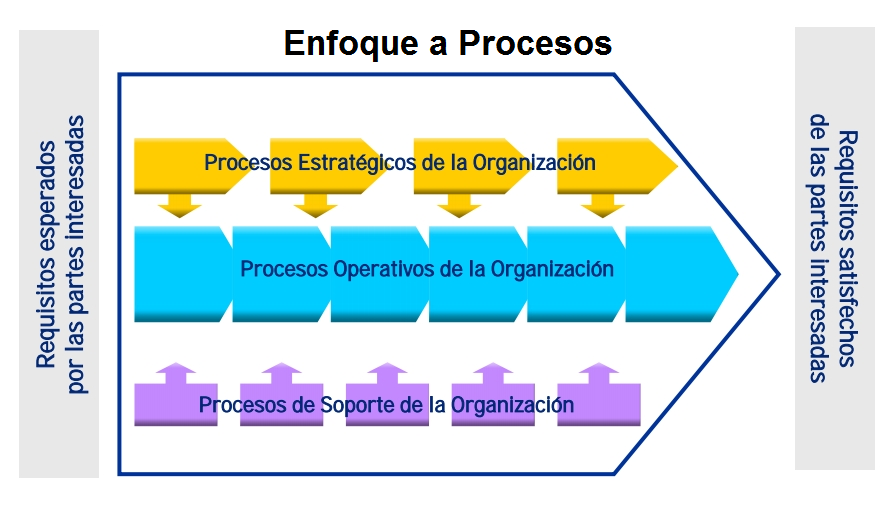 Enfoque a Procesos
Requisitos esperados
por las partes interesadas
Procesos Estratégicos de la Organización
Procesos Operativos de la Organización
Procesos de Soporte de la Organización
Requisitos satisfechos
de las partes interesadas